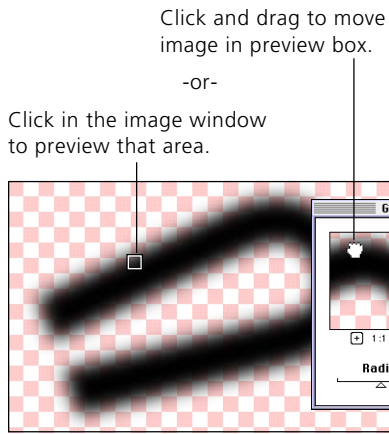 Click and drag to move
image in preview box.
-or-
Click in the image window
to preview that area.
1:1